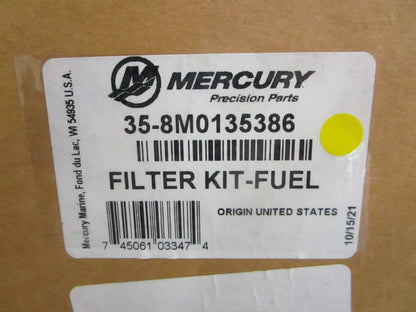 MERCURY
Precision Parts
35-8M0135386
FILTER KIT-FUEL
ORIGIN UNITED STATES
7 45061 03347 4
10/15/21
Mercury Marine, Fond du Lac, WI 54935 U.S.A.